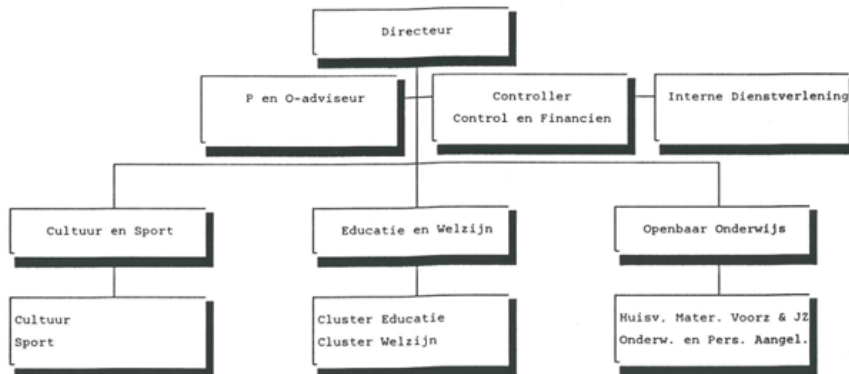 Directeur
P en O-adviseur
Controller
Control en Financien
Interne Dienstverlening
Cultuur en Sport
Educatie en Welzijn
Openbaar Onderwijs
Cultuur
Sport
Cluster Educatie
Cluster Welzijn
Huisv. Mater. Voorz & JZ
Onderw. en Pers. Aangel.